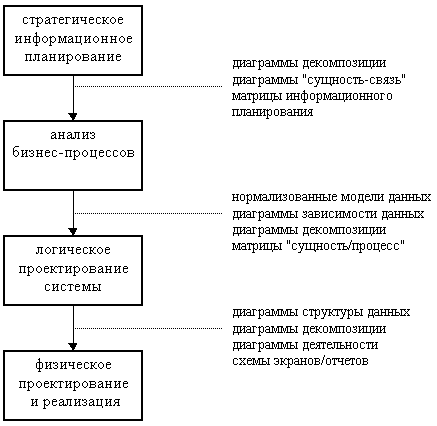 стратегическое
информационное
планирование
диаграммы декомпозиции
диаграммы "сущность-связь"
матрицы информационного
планирования
анализ
бизнес-процессов
нормализованные модели данных
диаграммы зависимости данных
диаграммы декомпозиции
матрицы "сущность/процесс"
логическое
проектирование
системы
диаграммы структуры данных
диаграммы декомпозиции
диаграммы деятельности
схемы экранов/отчетов
физическое
проектирование
и реализация